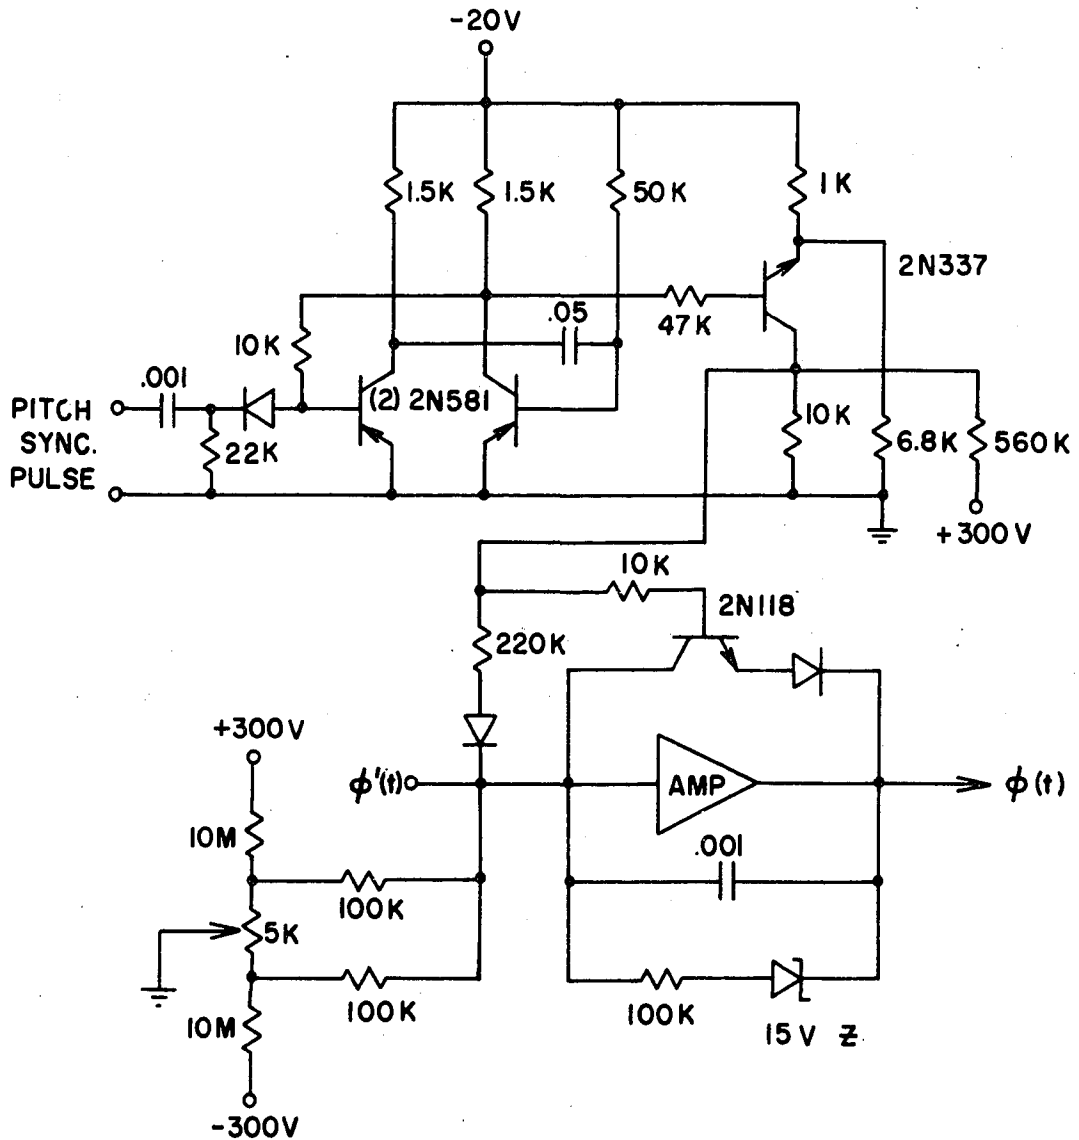 -20V
1.5K
1.5K
50K
1K
2N337
.05
47K
10K
.001
(2) 2N581
PITCH
SYNC.
PULSE
22K
10K
6.8K
560K
+300V
10K
2N118
220K
+300V
ϕ'(t)
AMP
ϕ(t)
10M
.001
100K
5K
100K
100K
10M
15V Z
-300V